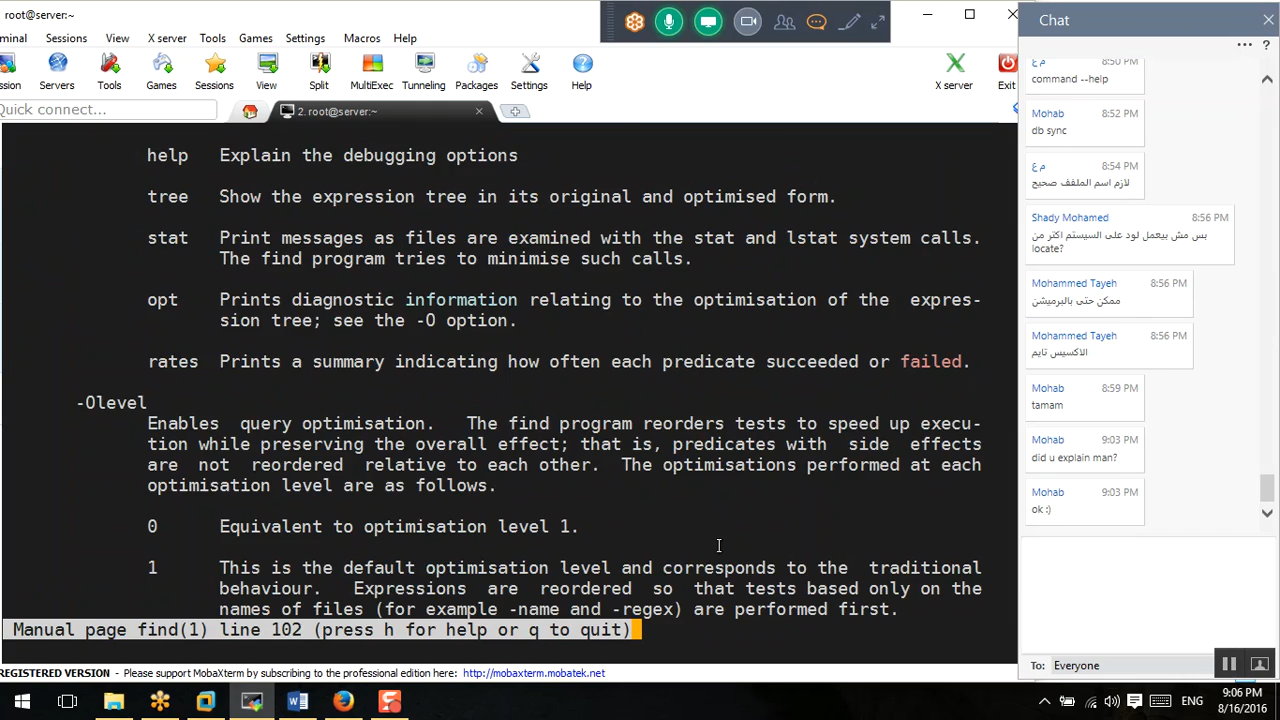 root@server:~
minal Sessions View X server Tools Games Settings Macros Help
ssion Servers Tools Games Sessions View Split MultiExec Tunneling Packages Settings Help X server Exit
Quick connect...
2. root@server:~
help Explain the debugging options
tree Show the expression tree in its original and optimised form.
stat Print messages as files are examined with the stat and lstat system calls.
The find program tries to minimise such calls.
opt Prints diagnostic information relating to the optimisation of the expres-
sion tree; see the -O option.
rates Prints a summary indicating how often each predicate succeeded or failed.
-Olevel
Enables query optimisation. The find program reorders tests to speed up execu-
tion while preserving the overall effect; that is, predicates with side effects
are not reordered relative to each other. The optimisations performed at each
optimisation level are as follows.
0 Equivalent to optimisation level 1.
1 This is the default optimisation level and corresponds to the traditional
behaviour. Expressions are reordered so that tests based only on the
names of files (for example -name and -regex) are performed first.
Manual page find(1) line 102 (press h for help or q to quit)
REGISTERED VERSION - Please support MobaXterm by subscribing to the professional edition here: http://mobaxterm.mobatek.net
Chat
م ع 8:50 PM
command --help
Mohab 8:52 PM
db sync
م ع 8:54 PM
لازم اسم الملفف صحيح
Shady Mohamed 8:56 PM
بس مش بيعمل لود على السيستم اكتر من
locate?
Mohammed Tayeh 8:56 PM
ممكن حتى بالبرميشن
Mohammed Tayeh 8:56 PM
الاكسيس تايم
Mohab 8:59 PM
tamam
Mohab 9:03 PM
did u explain man?
Mohab 9:03 PM
ok :)
To: Everyone
ENG
9:06 PM
8/16/2016